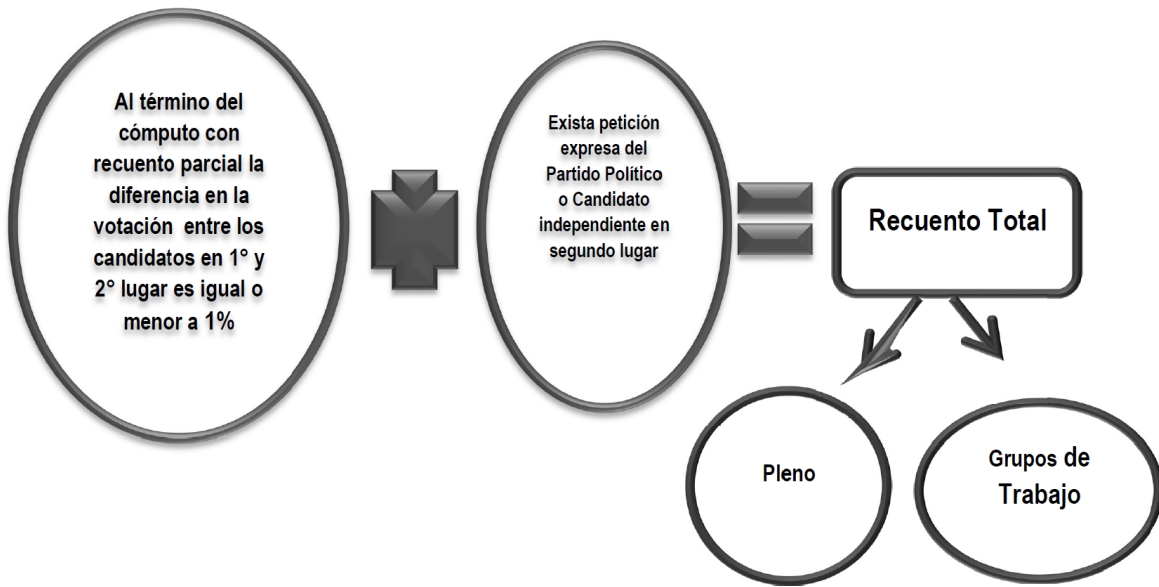 Al término del
cómputo con
recuento parcial la
diferencia en la
votación entre los
candidatos en 1° y
2° lugar es igual o
menor a 1%
Exista petición
expresa del
Partido Político
o Candidato
independiente en
segundo lugar
Recuento Total
Pleno
Grupos de
Trabajo